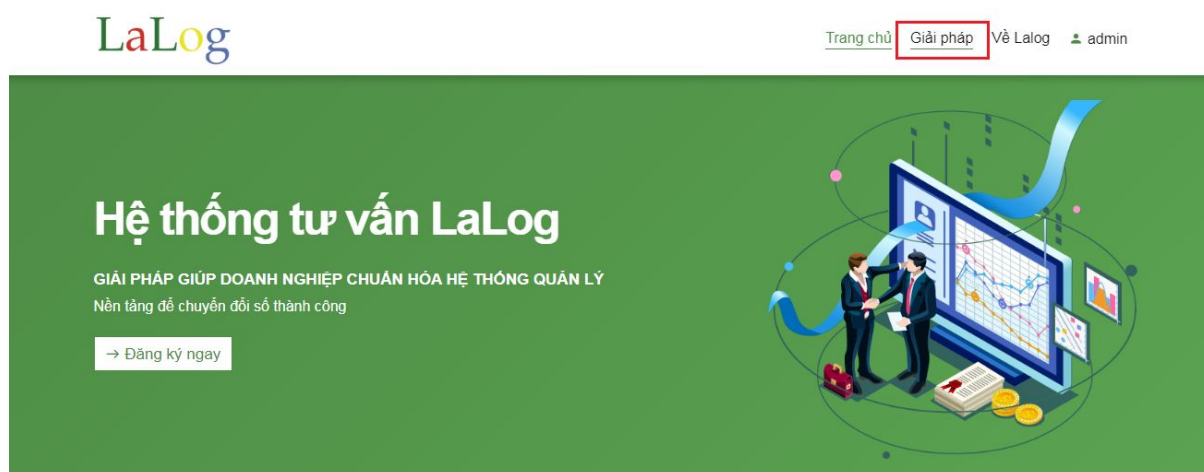 LaLog
Trang chủ Giải pháp Về Lalog admin
Hệ thống tư vấn LaLog
GIẢI PHÁP GIÚP DOANH NGHIỆP CHUẨN HÓA HỆ THỐNG QUẢN LÝ
Nền tảng để chuyển đổi số thành công
→ Đăng ký ngay